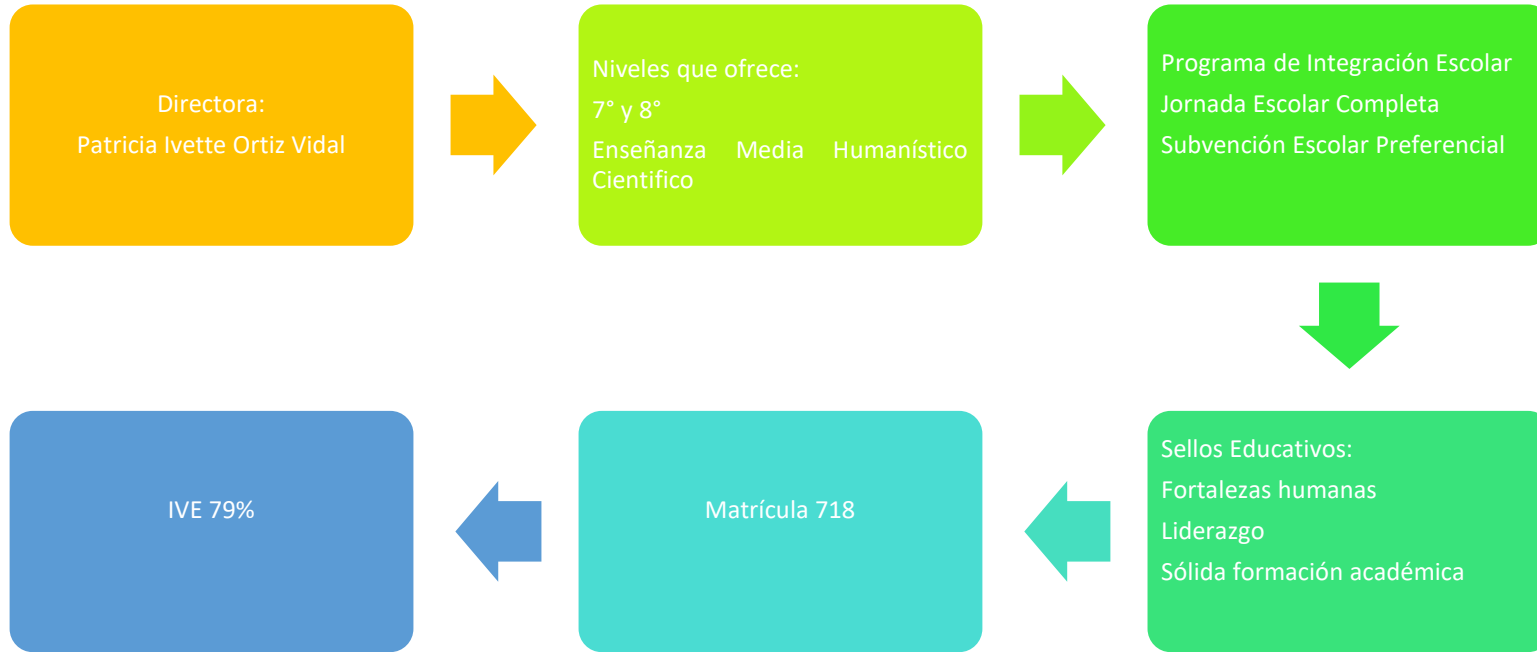 Directora:
Patricia Ivette Ortiz Vidal
Niveles que ofrece:
7° y 8°
Enseñanza Media Humanístico
Cientifico
Programa de Integración Escolar
Jornada Escolar Completa
Subvención Escolar Preferencial
Sellos Educativos:
Fortalezas humanas
Liderazgo
Sólida formación académica
Matrícula 718
IVE 79%